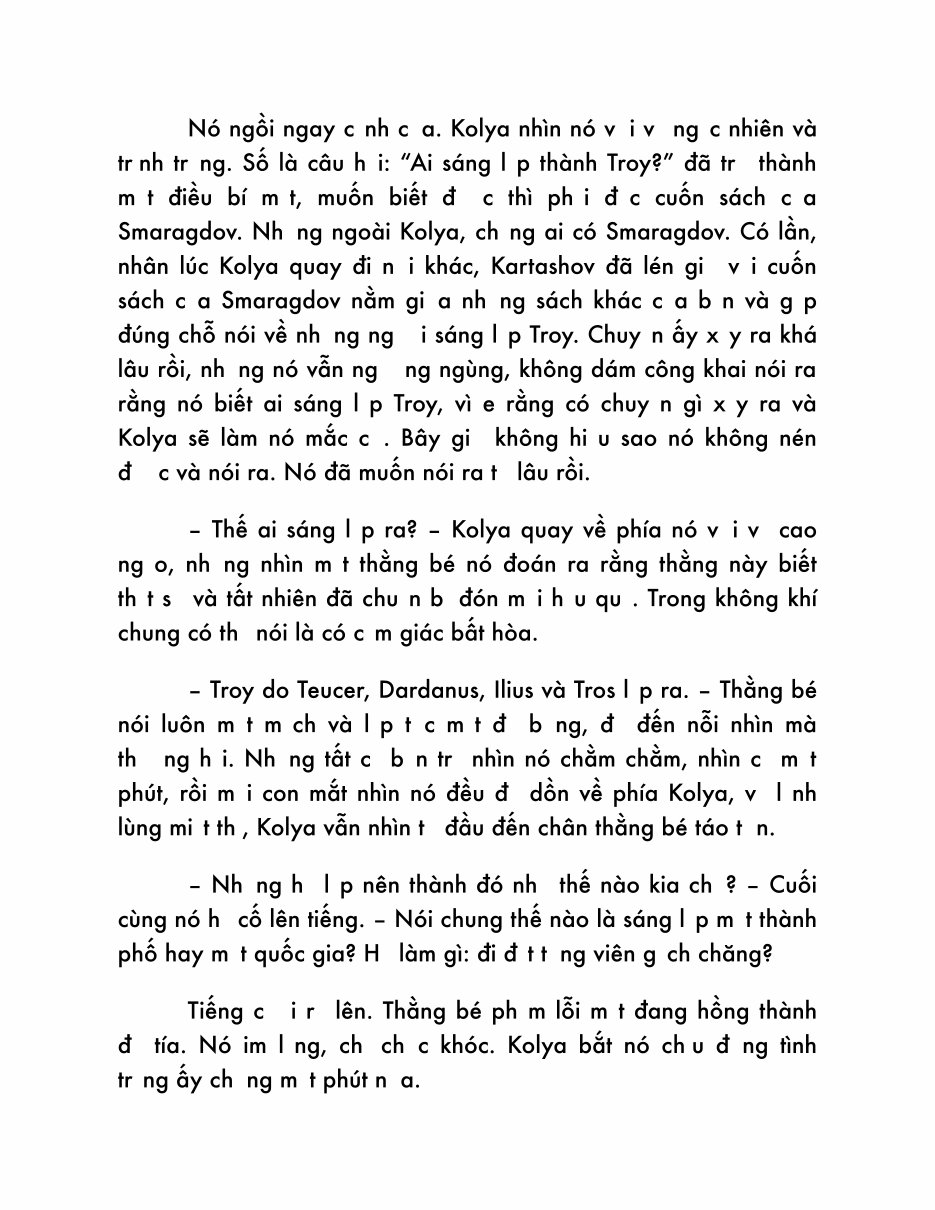 Nó ngồi ngay c nh c a. Kolya nhìn nó v i v ng c nhiên và
tr nh tr ng. Số là câu h i: “Ai sáng l p thành Troy?” đã tr thành
m t điều bí m t, muốn biết đ c thì ph i đ c cuốn sách c a
Smaragdov. Nh ng ngoài Kolya, ch ng ai có Smaragdov. Có lần,
nhân lúc Kolya quay đi n i khác, Kartashov đã lén gi v i cuốn
sách c a Smaragdov nằm gi a nh ng sách khác c a b n và g p
đúng chỗ nói về nh ng ng i sáng l p Troy. Chuy n ấy x y ra khá
lâu rồi, nh ng nó vẫn ng ng ngùng, không dám công khai nói ra
rằng nó biết ai sáng l p Troy, vì e rằng có chuy n gì x y ra và
Kolya sẽ làm nó mắc c . Bây gi không hi u sao nó không nén
đ c và nói ra. Nó đã muốn nói ra t lâu rồi.
– Thế ai sáng l p ra? – Kolya quay về phía nó v i v cao
ng o, nh ng nhìn m t thằng bé nó đoán ra rằng thằng này biết
th t s và tất nhiên đã chu n b đón m i h u qu . Trong không khí
chung có th nói là có c m giác bất hòa.
– Troy do Teucer, Dardanus, Ilius và Tros l p ra. – Thằng bé
nói luôn m t m ch và l p t c m t đ b ng, đ đến nỗi nhìn mà
th ng h i. Nh ng tất c b n tr nhìn nó chằm chằm, nhìn c m t
phút, rồi m i con mắt nhìn nó đều đ dồn về phía Kolya, v l nh
lùng mi t th , Kolya vẫn nhìn t đầu đến chân thằng bé táo t n.
– Nh ng h l p nên thành đó nh thế nào kia ch ? – Cuối
cùng nó h cố lên tiếng. – Nói chung thế nào là sáng l p m t thành
phố hay m t quốc gia? H làm gì: đi đ t t ng viên g ch chăng?
Tiếng c i r lên. Thằng bé ph m lỗi m t đang hồng thành
đ tía. Nó im l ng, ch ch c khóc. Kolya bắt nó ch u đ ng tình
tr ng ấy ch ng m t phút n a.